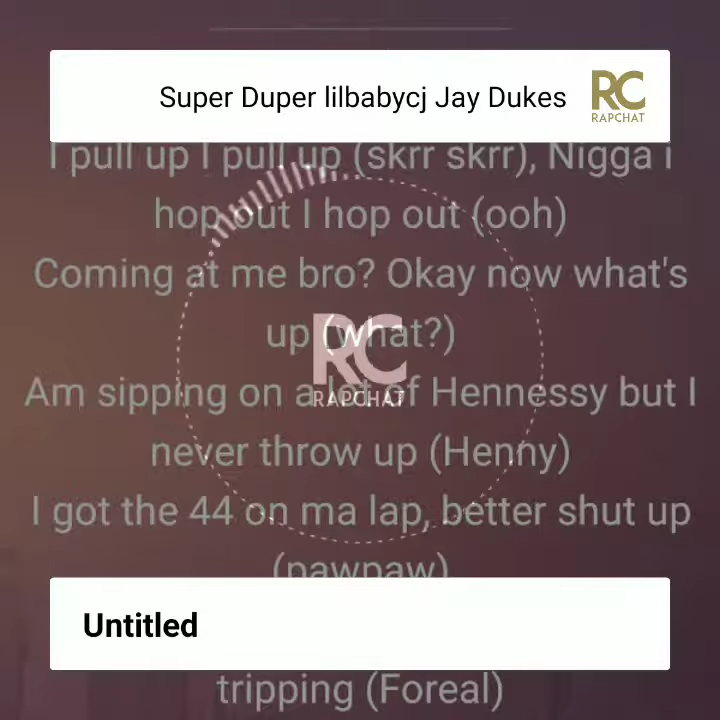 Super Duper lilbabycj Jay Dukes
RC
RAPCHAT
I pull up I pull up (skrr skrr), Nigga i
hop out I hop out (ooh)
Coming at me bro? Okay now what's
up (what?)
RC
RAPCHAT
Am sipping on a lot of Hennessy but I
never throw up (Henny)
I got the 44 on ma lap, better shut up
(pawpaw)
Untitled
tripping (Foreal)